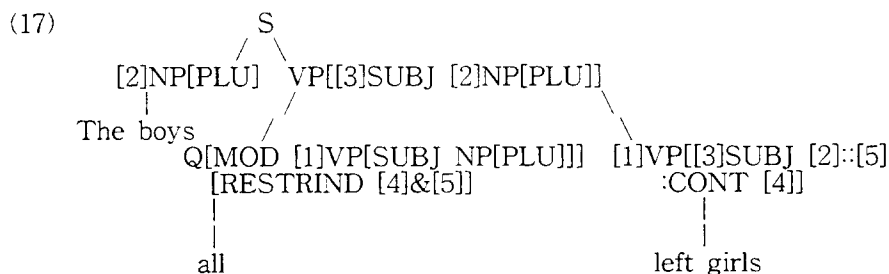 (17) S
[2]NP[PLU] VP[[3]SUBJ [2]NP[PLU]]
The boys
Q[MOD [1]VP[SUBJ NP[PLU]]] [1]VP[[3]SUBJ [2]::[5]
[RESTRIND [4]&[5]] :CONT [4]]
all left girls